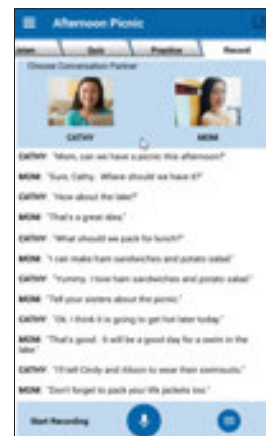 Afternoon Picnic
Listen Quiz Practice Record
Choose Conversation Partner
CATHY MOM
CATHY: "Mom, can we have a picnic this afternoon?"
MOM: "Sure, Cathy. Where should we have it?"
CATHY: "How about the lake?"
MOM: "That's a great idea."
CATHY: "What should we pack for lunch?"
MOM: "I can make ham sandwiches and potato salad."
CATHY: "Yummy. I love ham sandwiches and potato salad."
MOM: "Tell your sisters about the picnic."
CATHY: "Ok. I think it is going to get hot later today."
MOM: "That's good. It will be a good day for a swim in the
lake."
CATHY: "I'll tell Cindy and Alison to wear their swimsuits."
MOM: "Don't forget to pack your life jackets too."
Start Recording